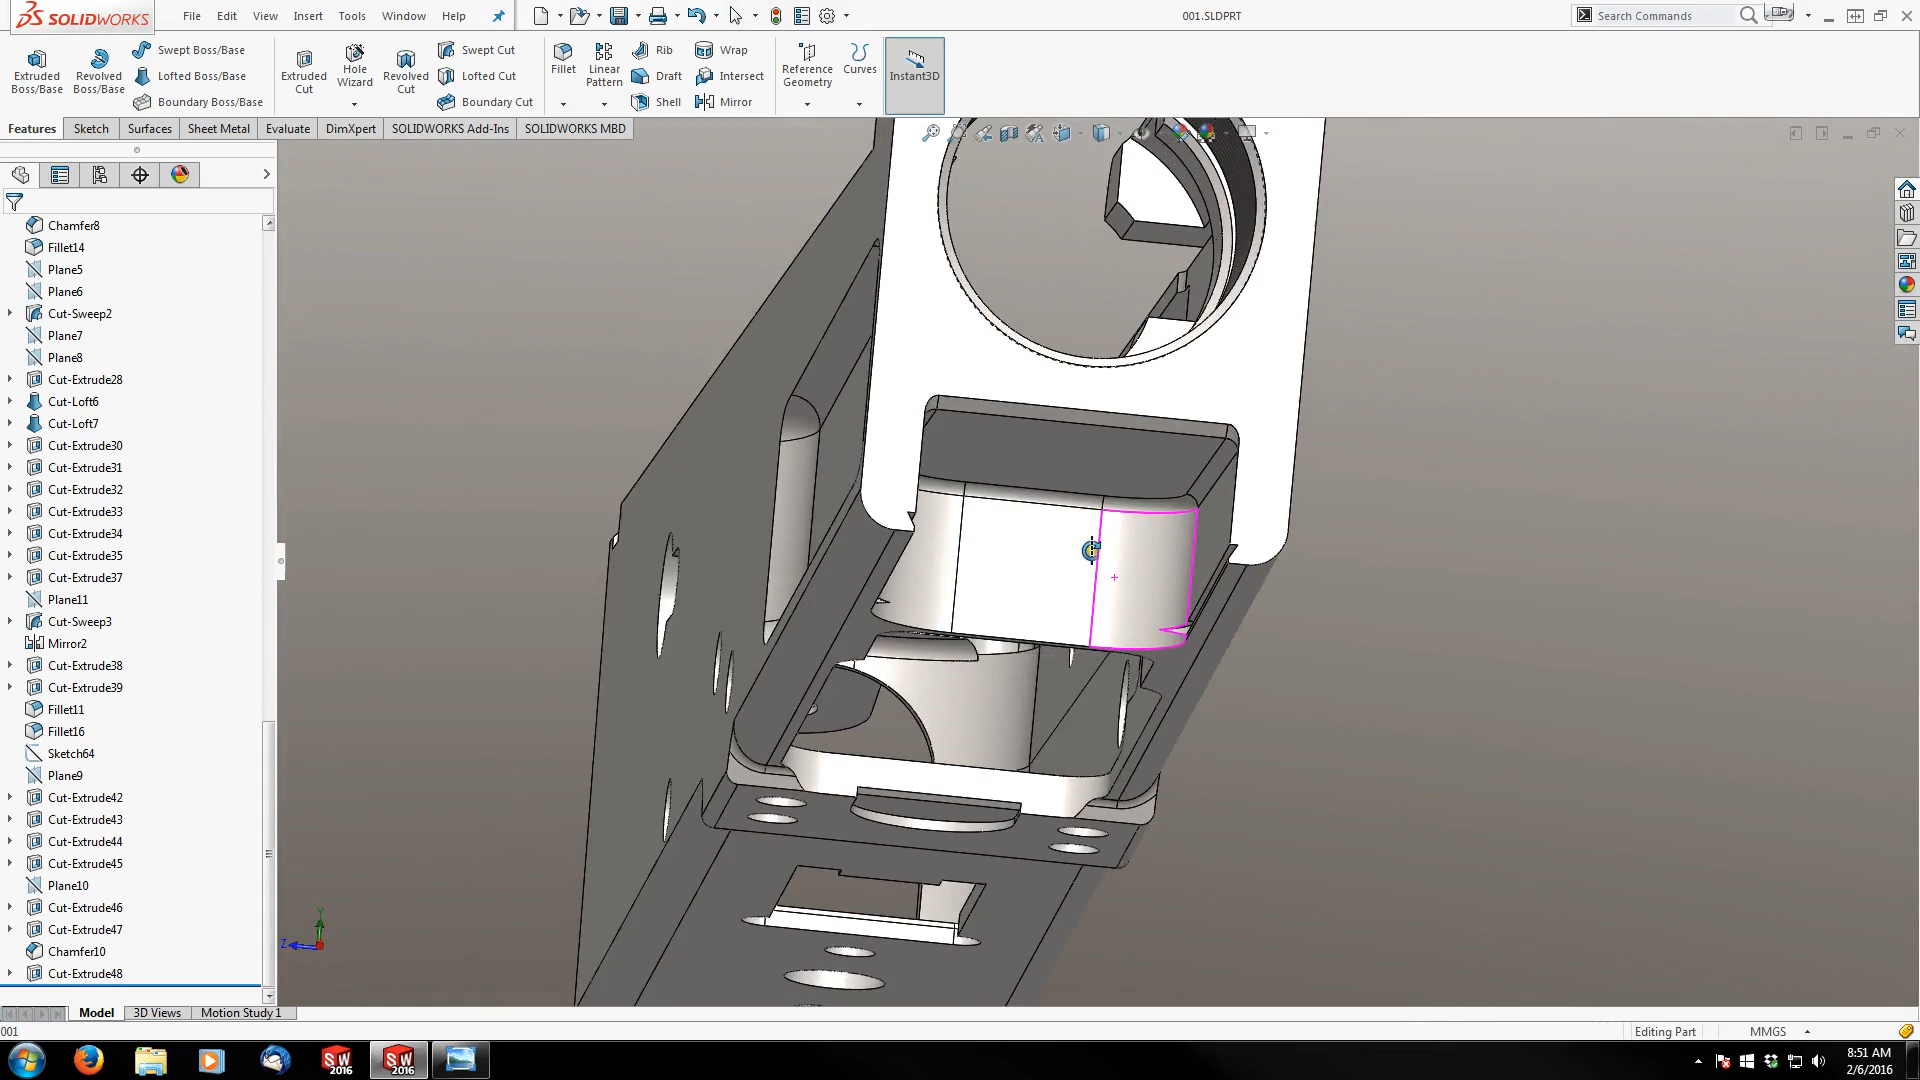 SOLIDWORKS File Edit View Insert Tools Window Help 001.SLDPRT Search Commands
Extruded Boss/Base
Revolved Boss/Base
Swept Boss/Base
Lofted Boss/Base
Boundary Boss/Base
Extruded Cut
Hole Wizard
Revolved Cut
Swept Cut
Lofted Cut
Boundary Cut
Fillet
Linear Pattern
Rib
Draft
Shell
Wrap
Intersect
Mirror
Reference Geometry
Curves
Instant3D
Features Sketch Surfaces Sheet Metal Evaluate DimXpert SOLIDWORKS Add-Ins SOLIDWORKS MBD
Chamfer8
Fillet14
Plane5
Plane6
Cut-Sweep2
Plane7
Plane8
Cut-Extrude28
Cut-Loft6
Cut-Loft7
Cut-Extrude30
Cut-Extrude31
Cut-Extrude32
Cut-Extrude33
Cut-Extrude34
Cut-Extrude35
Cut-Extrude37
Plane11
Cut-Sweep3
Mirror2
Cut-Extrude38
Cut-Extrude39
Fillet11
Fillet16
Sketch64
Plane9
Cut-Extrude42
Cut-Extrude43
Cut-Extrude44
Cut-Extrude45
Plane10
Cut-Extrude46
Cut-Extrude47
Chamfer10
Cut-Extrude48
Y
Z
Model 3D Views Motion Study 1
001 Editing Part MMGS
SW 2016
SW 2016
8:51 AM
2/6/2016